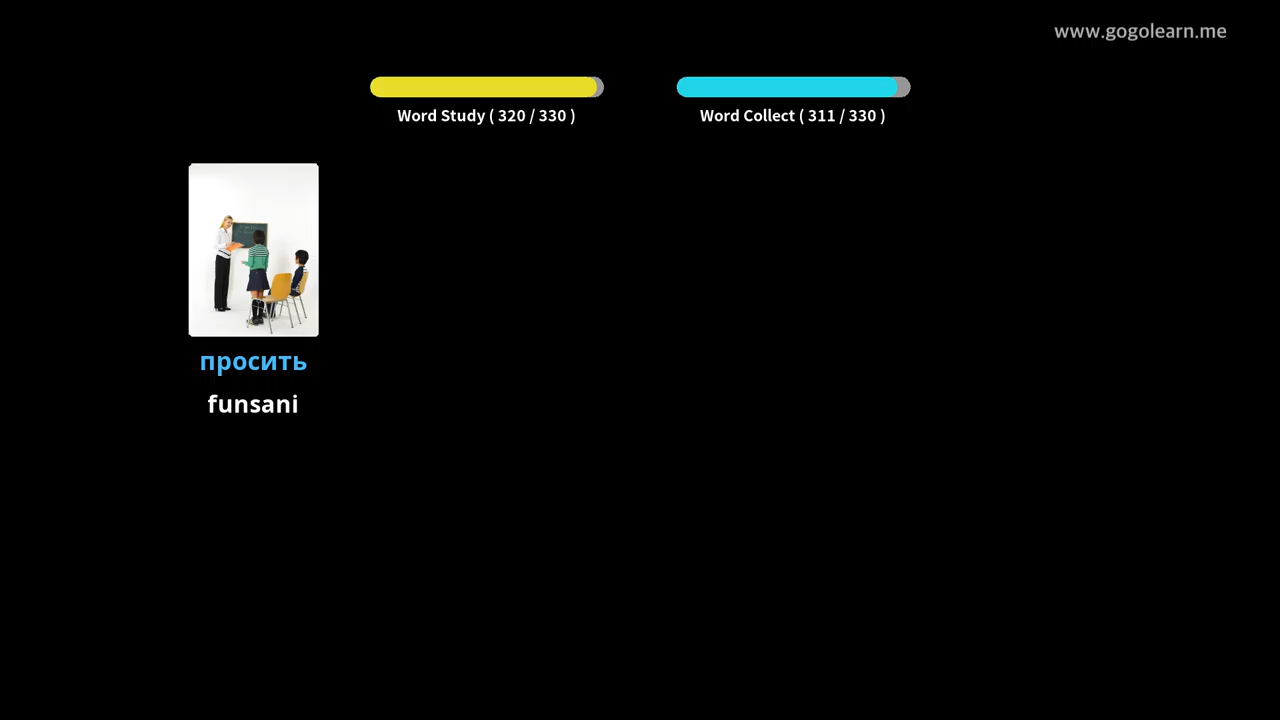 www.gogolearn.me
Word Study ( 320 / 330 )
Word Collect ( 311 / 330 )
просить
funsani